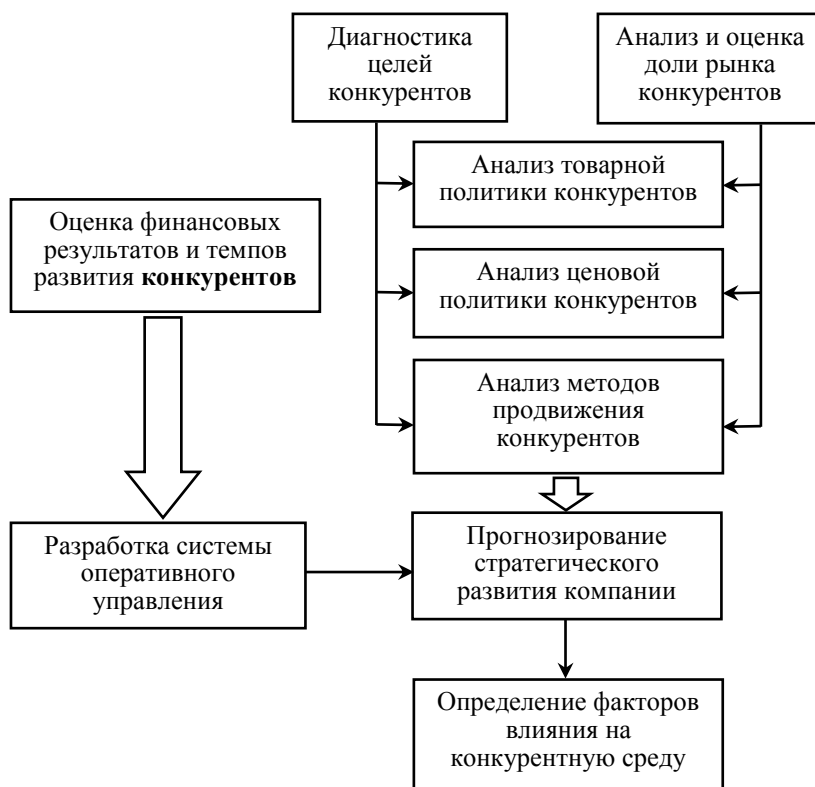 Диагностика
целей
конкурентов
Анализ и оценка
доли рынка
конкурентов
Анализ товарной
политики конкурентов
Оценка финансовых
результатов и темпов
развития конкурентов
Анализ ценовой
политики конкурентов
Анализ методов
продвижения
конкурентов
Разработка системы
оперативного
управления
Прогнозирование
стратегического
развития компании
Определение факторов
влияния на
конкурентную среду